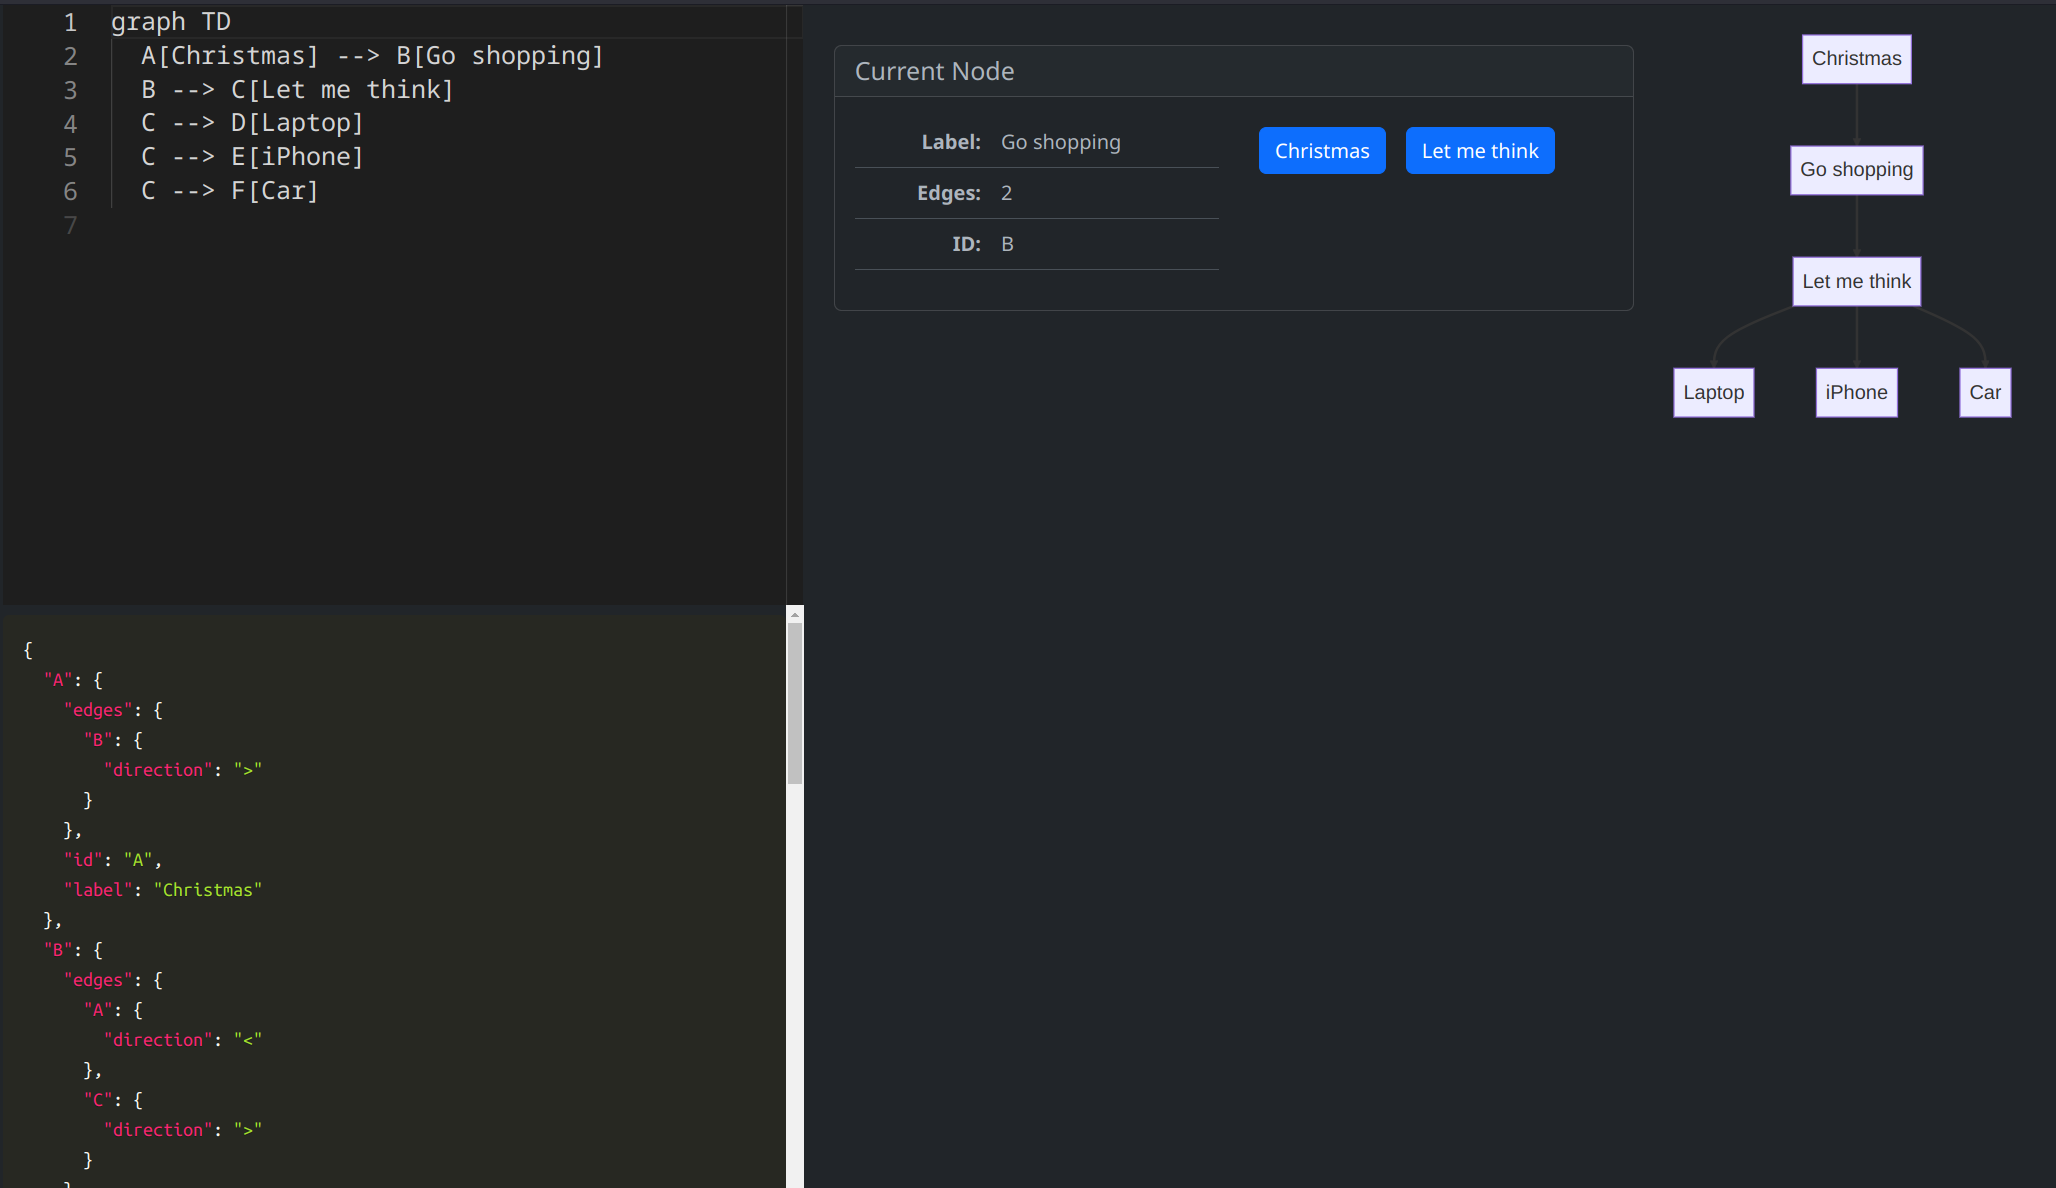 1 graph TD
2 A[Christmas] --> B[Go shopping]
3 B --> C[Let me think]
4 C --> D[Laptop]
5 C --> E[iPhone]
6 C --> F[Car]
7
{
"A": {
"edges": {
"B": {
"direction": ">"
}
},
"id": "A",
"label": "Christmas"
},
"B": {
"edges": {
"A": {
"direction": "<"
},
"C": {
"direction": ">"
}
}
Current Node
Label: Go shopping
Edges: 2
ID: B
Christmas Let me think
Christmas
Go shopping
Let me think
Laptop iPhone Car